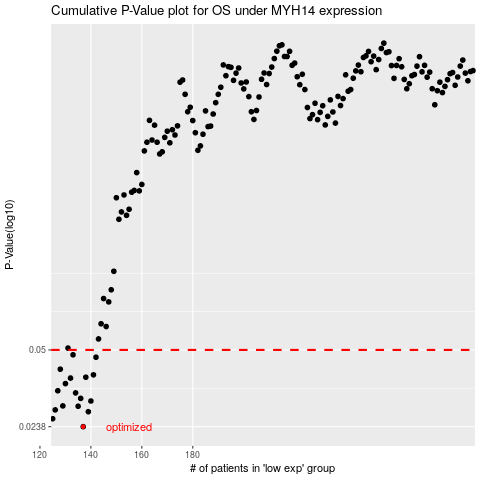 Cumulative P-Value plot for OS under MYH14 expression
P-Value(log10)
0.05
0.0238
optimized
120 140 160 180
# of patients in 'low exp' group